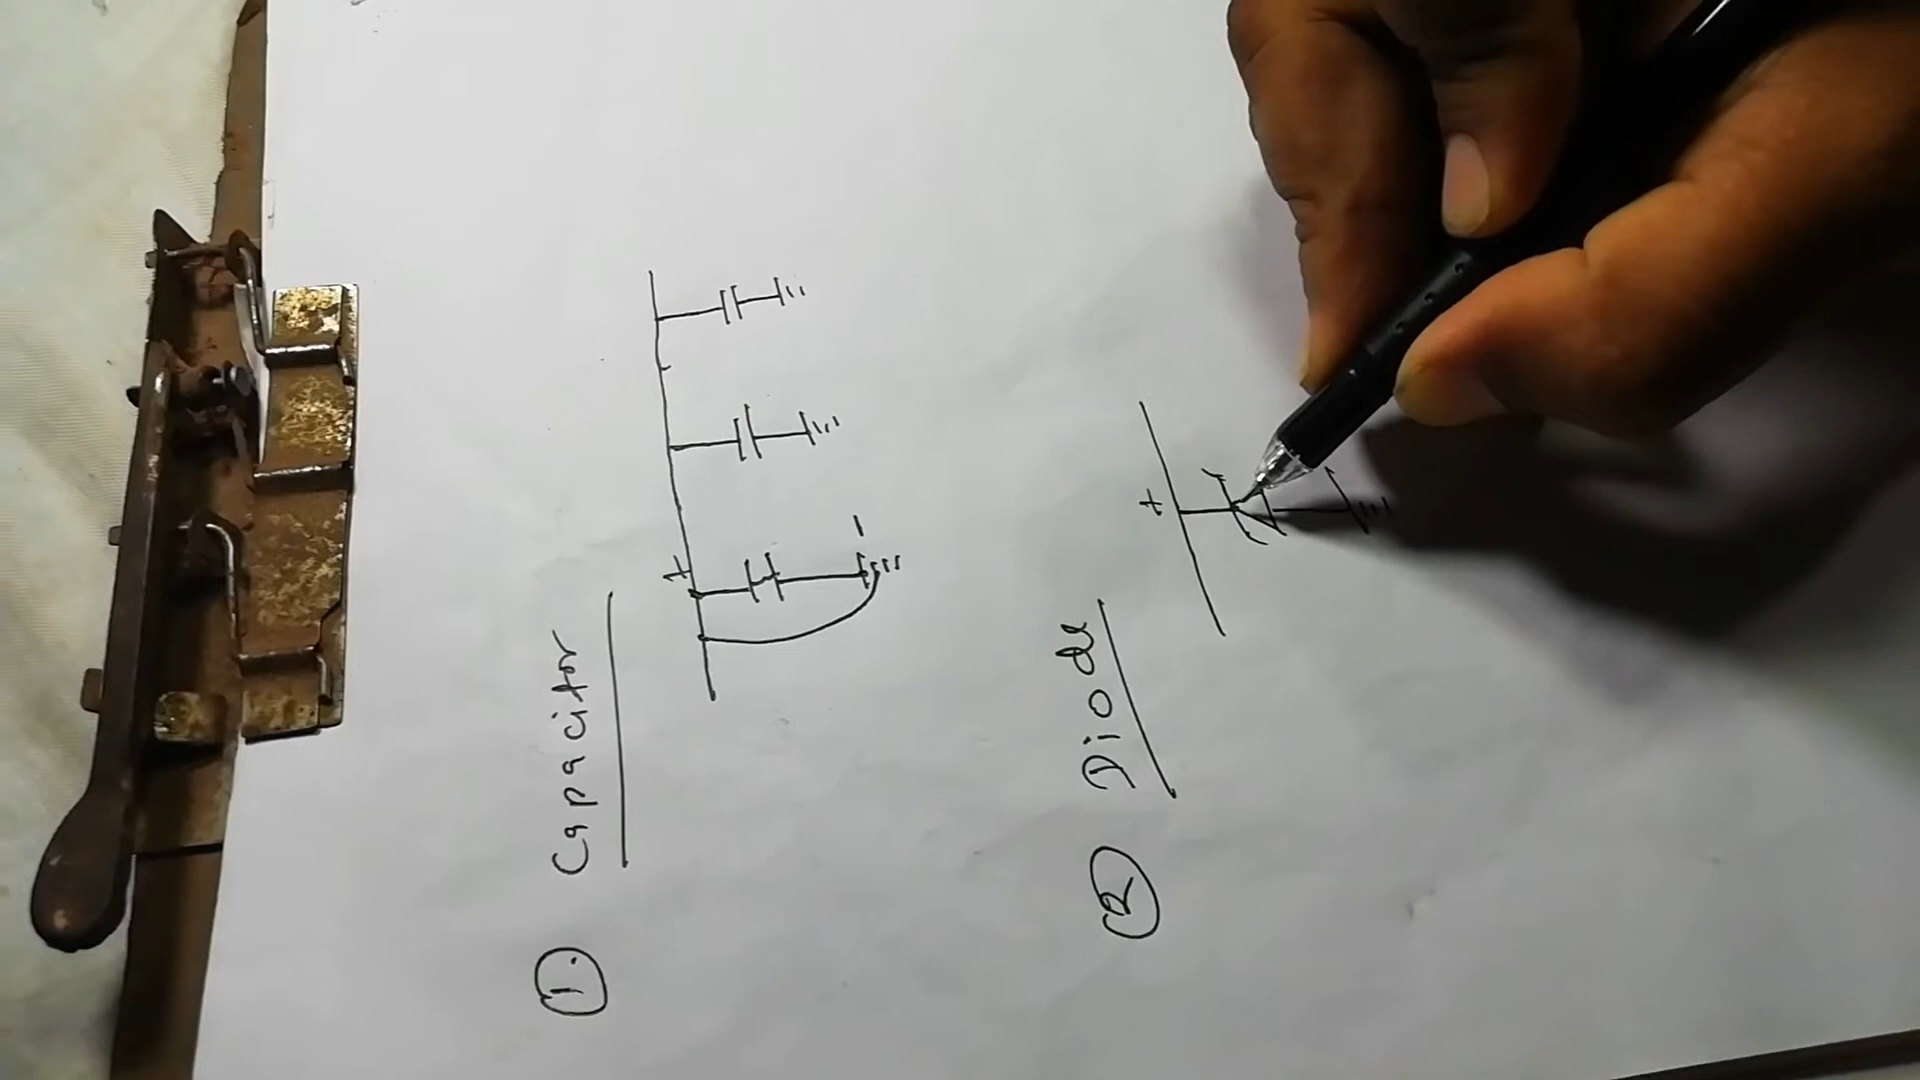 1. Capacitor
+ -
2 Diode
+